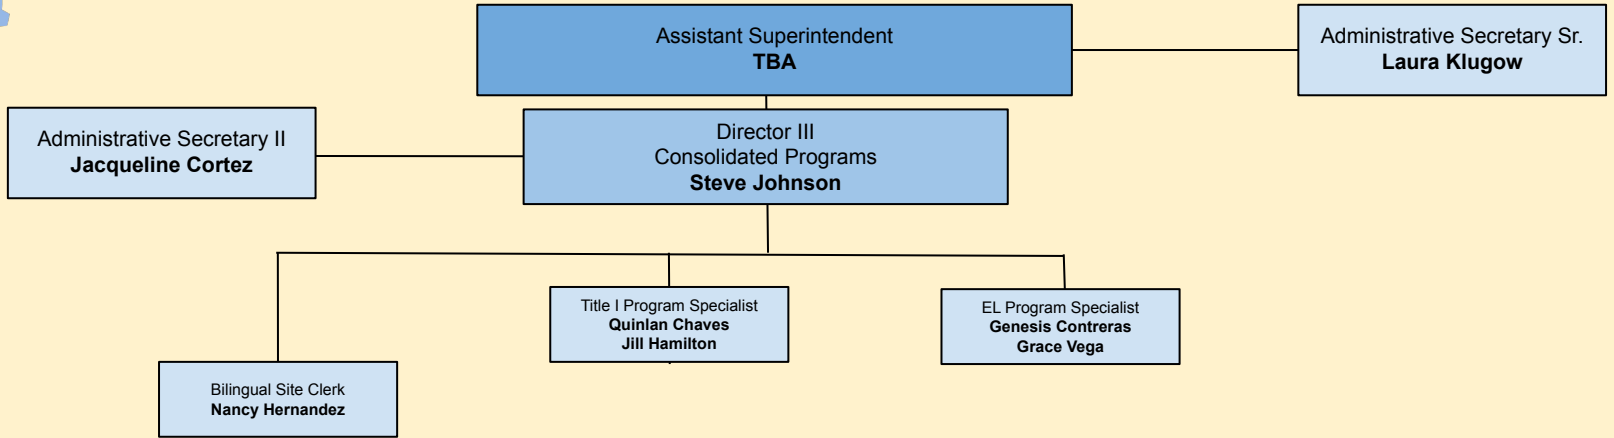 Assistant Superintendent
TBA
Administrative Secretary Sr.
Laura Klugow
Administrative Secretary II
Jacqueline Cortez
Director III
Consolidated Programs
Steve Johnson
Title I Program Specialist
Quinlan Chaves
Jill Hamilton
EL Program Specialist
Genesis Contreras
Grace Vega
Bilingual Site Clerk
Nancy Hernandez